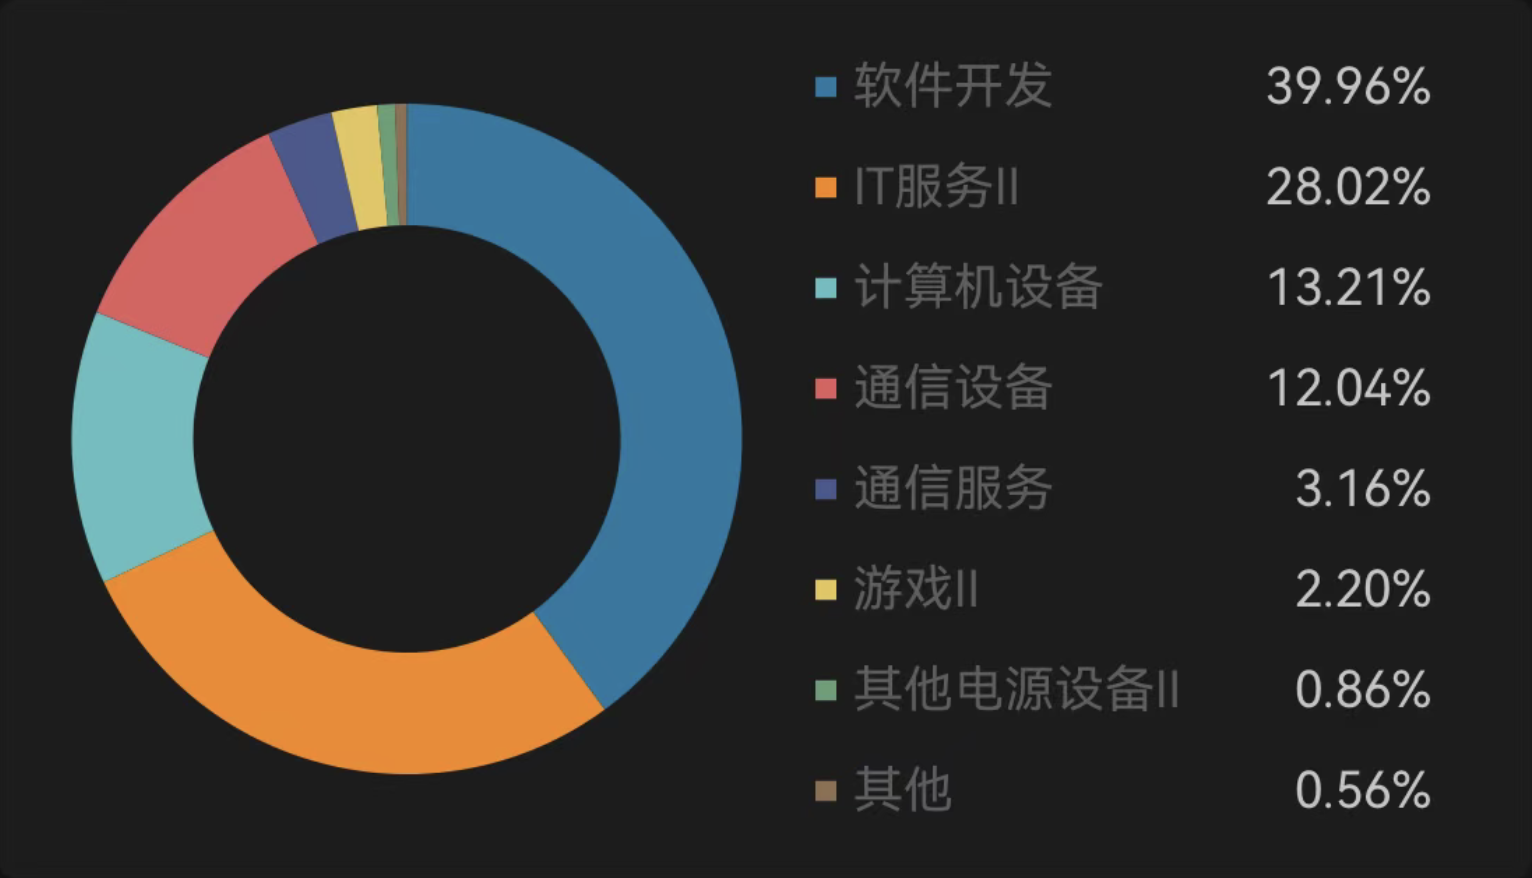 软件开发 39.96%
IT服务II 28.02%
计算机设备 13.21%
通信设备 12.04%
通信服务 3.16%
游戏II 2.20%
其他电源设备II 0.86%
其他 0.56%